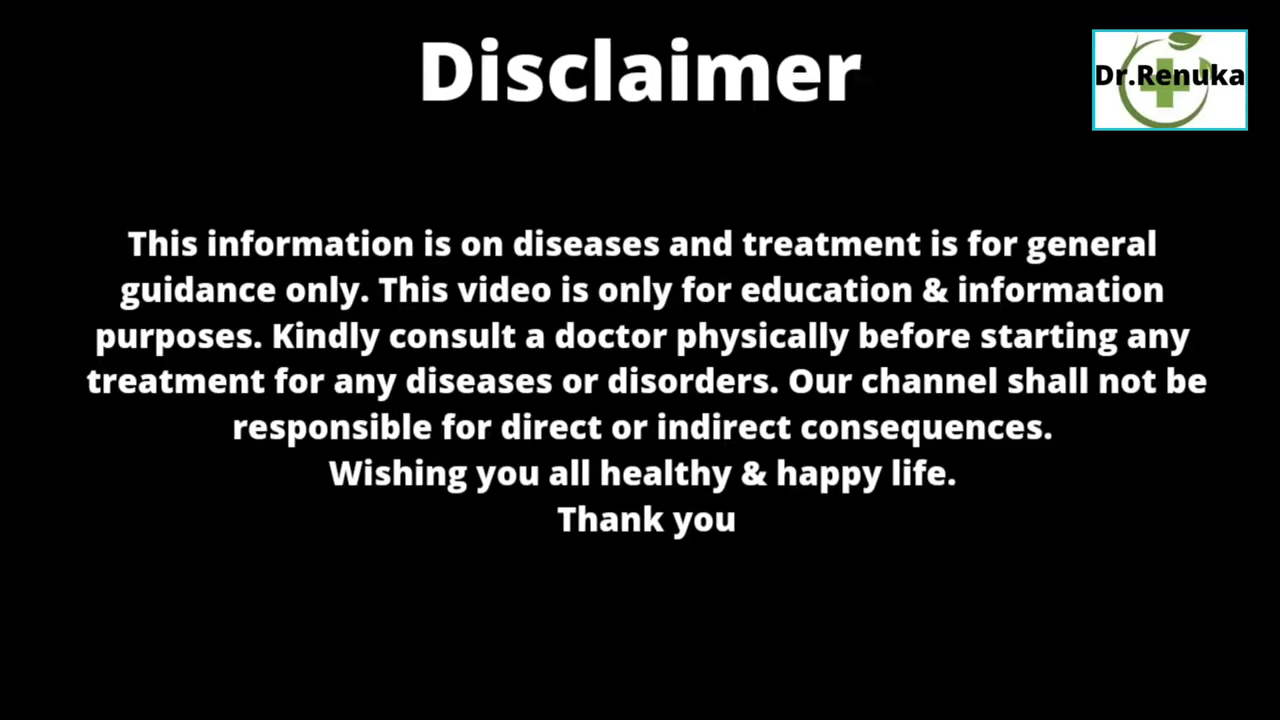 Disclaimer
Dr.Renuka
This information is on diseases and treatment is for general
guidance only. This video is only for education & information
purposes. Kindly consult a doctor physically before starting any
treatment for any diseases or disorders. Our channel shall not be
responsible for direct or indirect consequences.
Wishing you all healthy & happy life.
Thank you